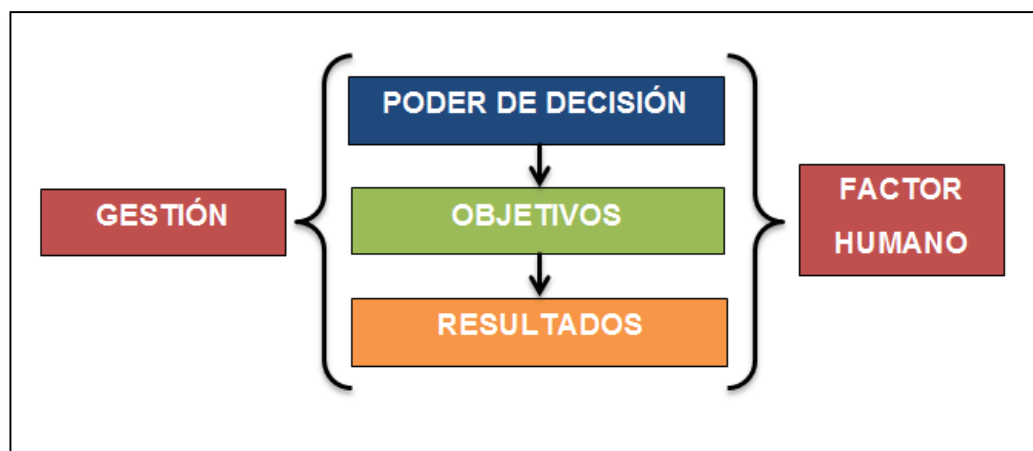 GESTIÓN
PODER DE DECISIÓN
OBJETIVOS
RESULTADOS
FACTOR
HUMANO